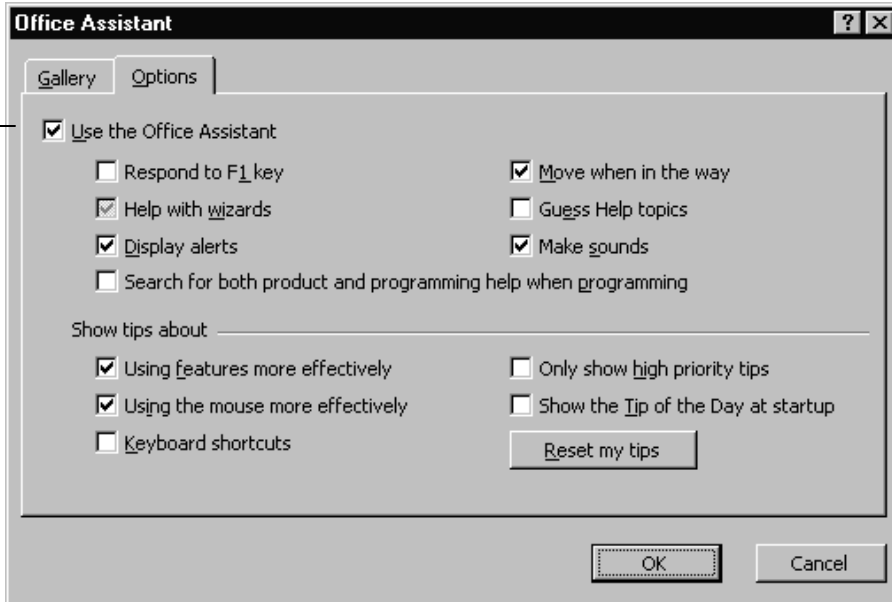 Office Assistant
Gallery Options
Use the Office Assistant
Respond to F1 key Move when in the way
Help with wizards Guess Help topics
Display alerts Make sounds
Search for both product and programming help when programming
Show tips about
Using features more effectively Only show high priority tips
Using the mouse more effectively Show the Tip of the Day at startup
Keyboard shortcuts Reset my tips
OK Cancel